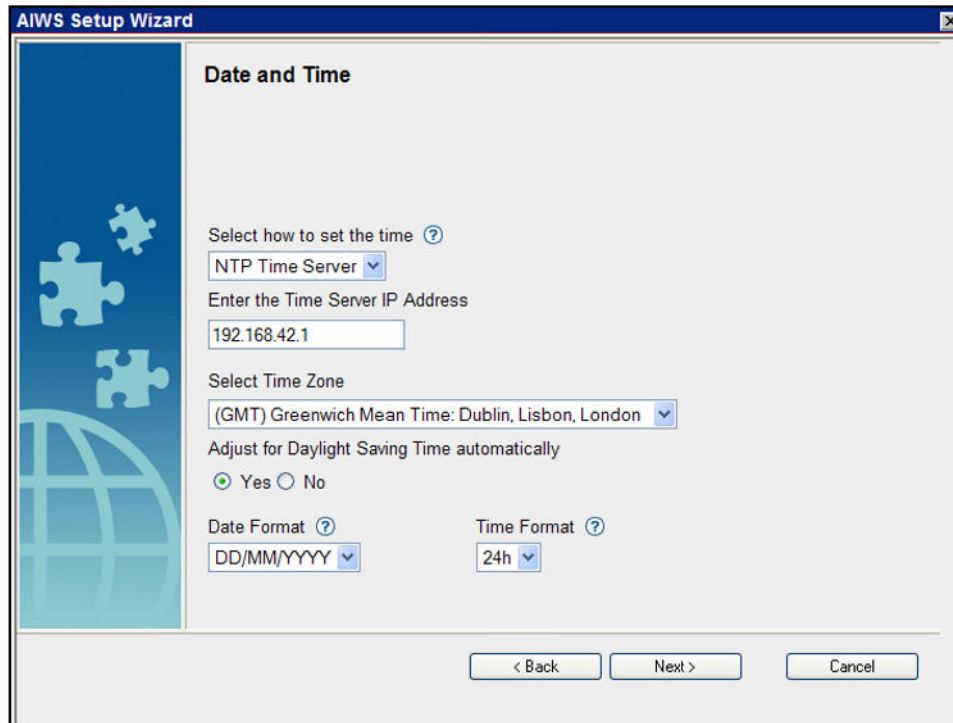 AIWS Setup Wizard
Date and Time
Select how to set the time ?
NTP Time Server
Enter the Time Server IP Address
192.168.42.1
Select Time Zone
(GMT) Greenwich Mean Time: Dublin, Lisbon, London
Adjust for Daylight Saving Time automatically
Yes No
Date Format ? Time Format ?
DD/MM/YYYY 24h
< Back Next > Cancel